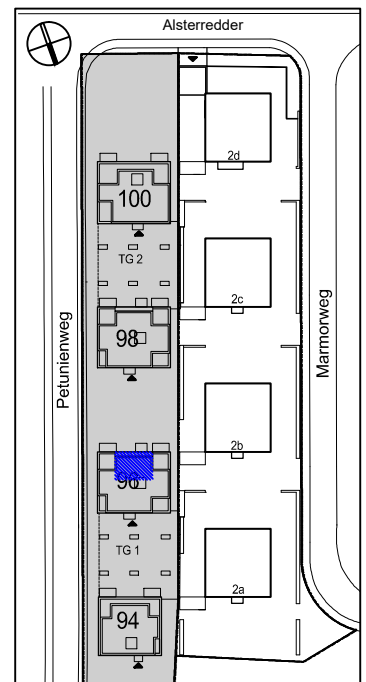 Alsterredder
2d
100
TG 2
2c
98
Petunienweg
Marmorweg
2b
96
TG 1
2a
94